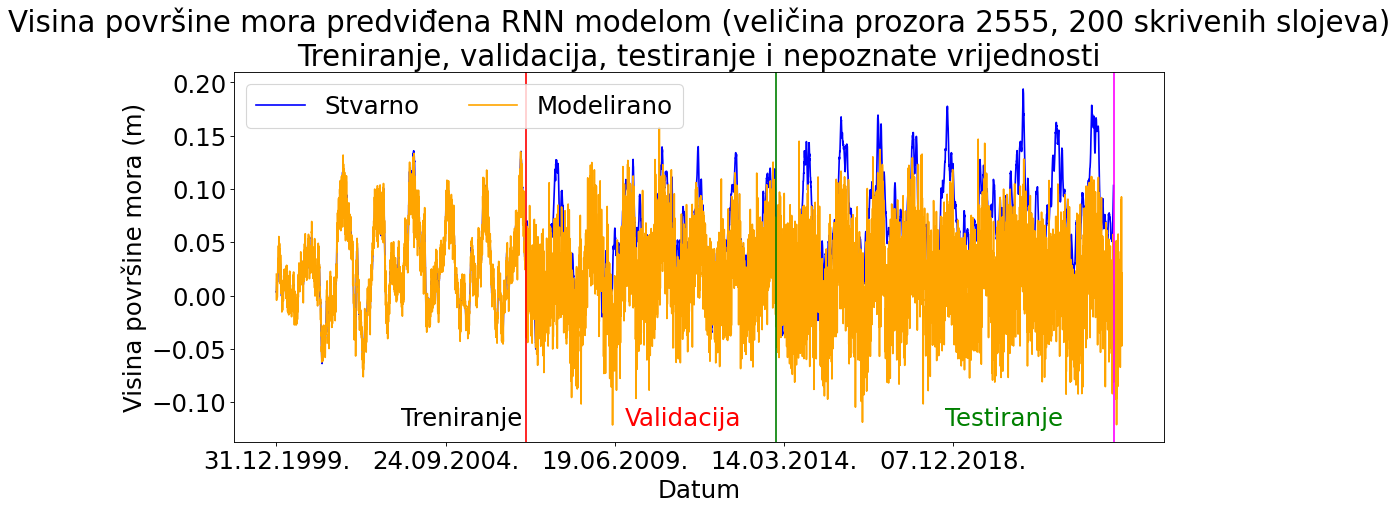 Visina površine mora predviđena RNN modelom (veličina prozora 2555, 200 skrivenih slojeva)
Treniranje, validacija, testiranje i nepoznate vrijednosti
Stvarno Modelirano
Visina površine mora (m)
0.20
0.15
0.10
0.05
0.00
−0.05
−0.10
Treniranje Validacija Testiranje
31.12.1999. 24.09.2004. 19.06.2009. 14.03.2014. 07.12.2018.
Datum